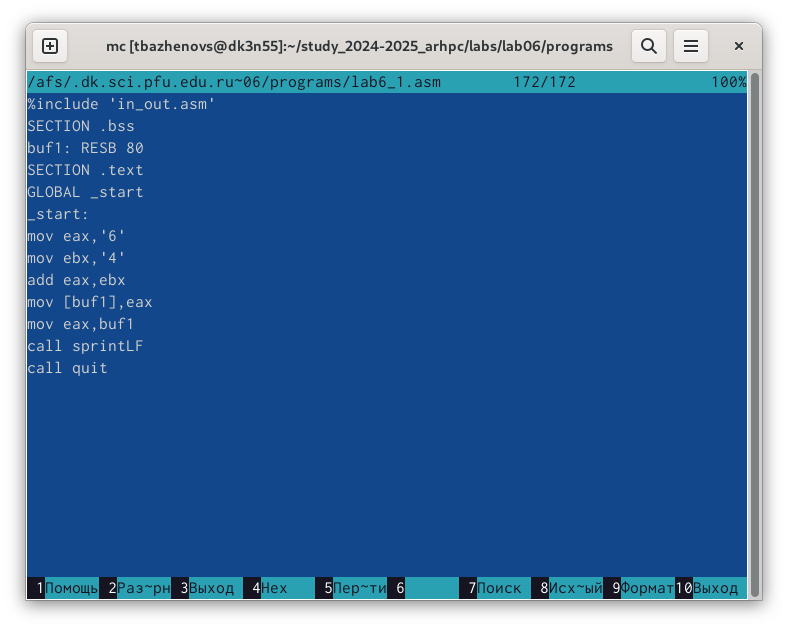 mc [tbazhenovs@dk3n55]:~/study_2024-2025_arhpc/labs/lab06/programs
/afs/.dk.sci.pfu.edu.ru~06/programs/lab6_1.asm 172/172 100%
%include 'in_out.asm'
SECTION .bss
buf1: RESB 80
SECTION .text
GLOBAL _start
_start:
mov eax,'6'
mov ebx,'4'
add eax,ebx
mov [buf1],eax
mov eax,buf1
call sprintLF
call quit
1Помощь 2Раз~рн 3Выход 4Hex 5Пер~ти 6 7Поиск 8Исх~ый 9Формат 10Выход